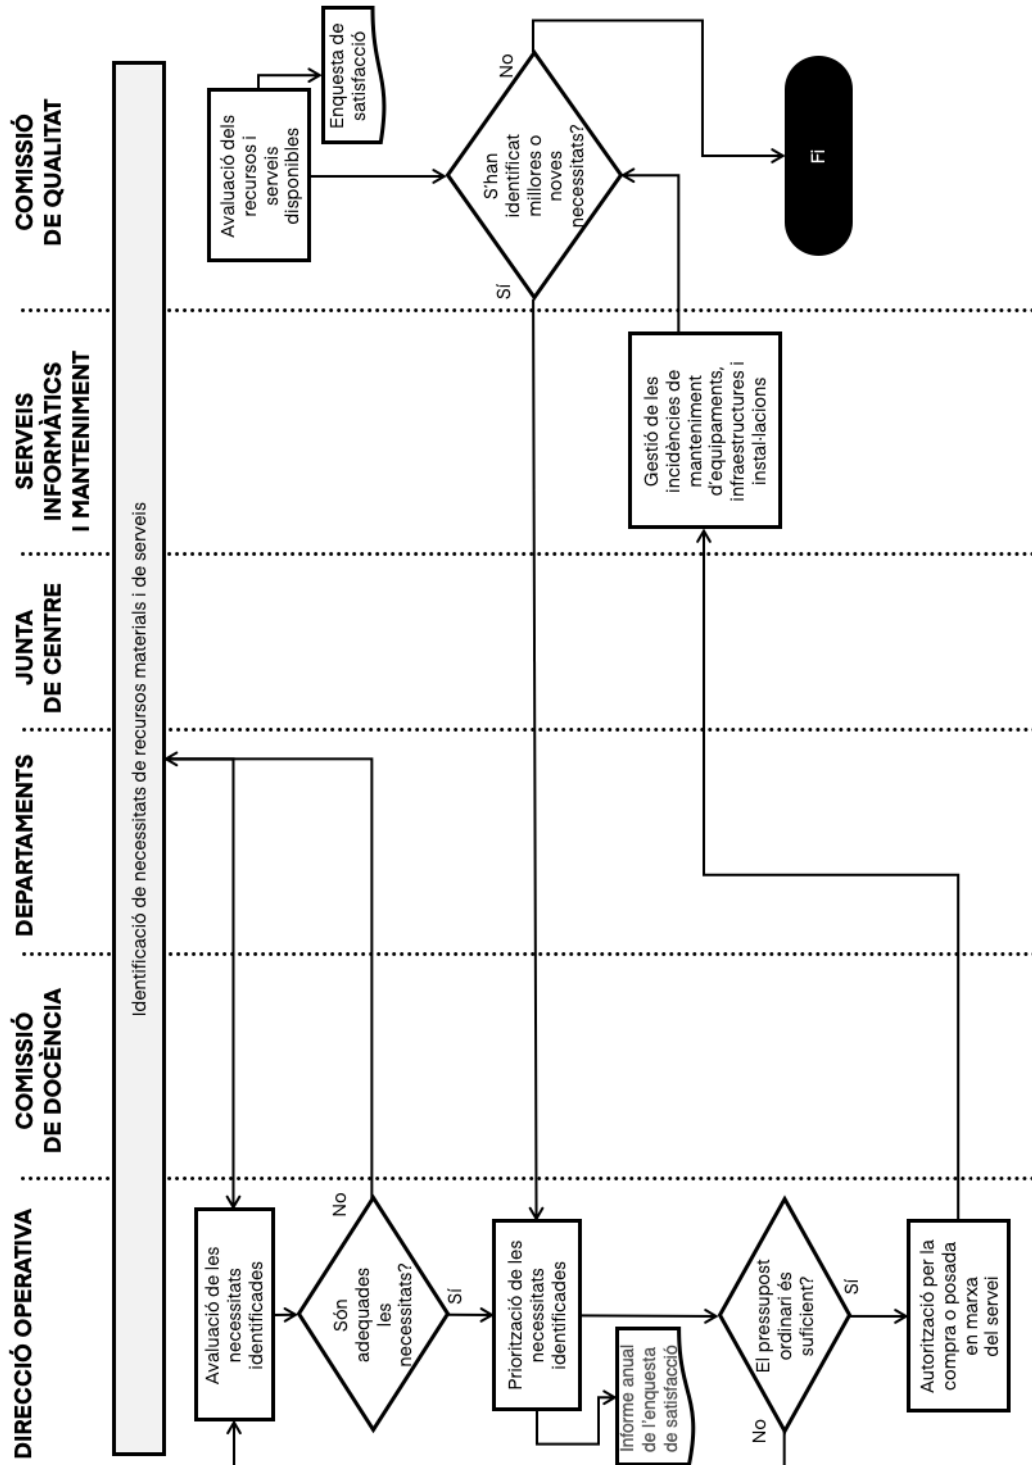 DIRECCIÓ OPERATIVA
COMISSIÓ
DE DOCÈNCIA
DEPARTAMENTS
JUNTA
DE CENTRE
SERVEIS
INFORMÀTICS
I MANTENIMENT
COMISSIÓ
DE QUALITAT
Identificació de necessitats de recursos materials i de serveis
Avaluació de les
necessitats
identificades
Són
adequades
les
necessitats?
No
Sí
Priorització de les
necessitats
identificades
Informe anual
de l'enquesta
de satisfacció
El pressupost
ordinari és
suficient?
No
Sí
Autorització per la
compra o posada
en marxa
del servei
Gestió de les
incidències de
manteniment
d'equipaments,
infraestructures i
instal·lacions
Avaluació dels
recursos i
serveis
disponibles
Enquesta de
satisfacció
S'han
identificat
millores o
noves
necessitats?
Sí
No
Fi